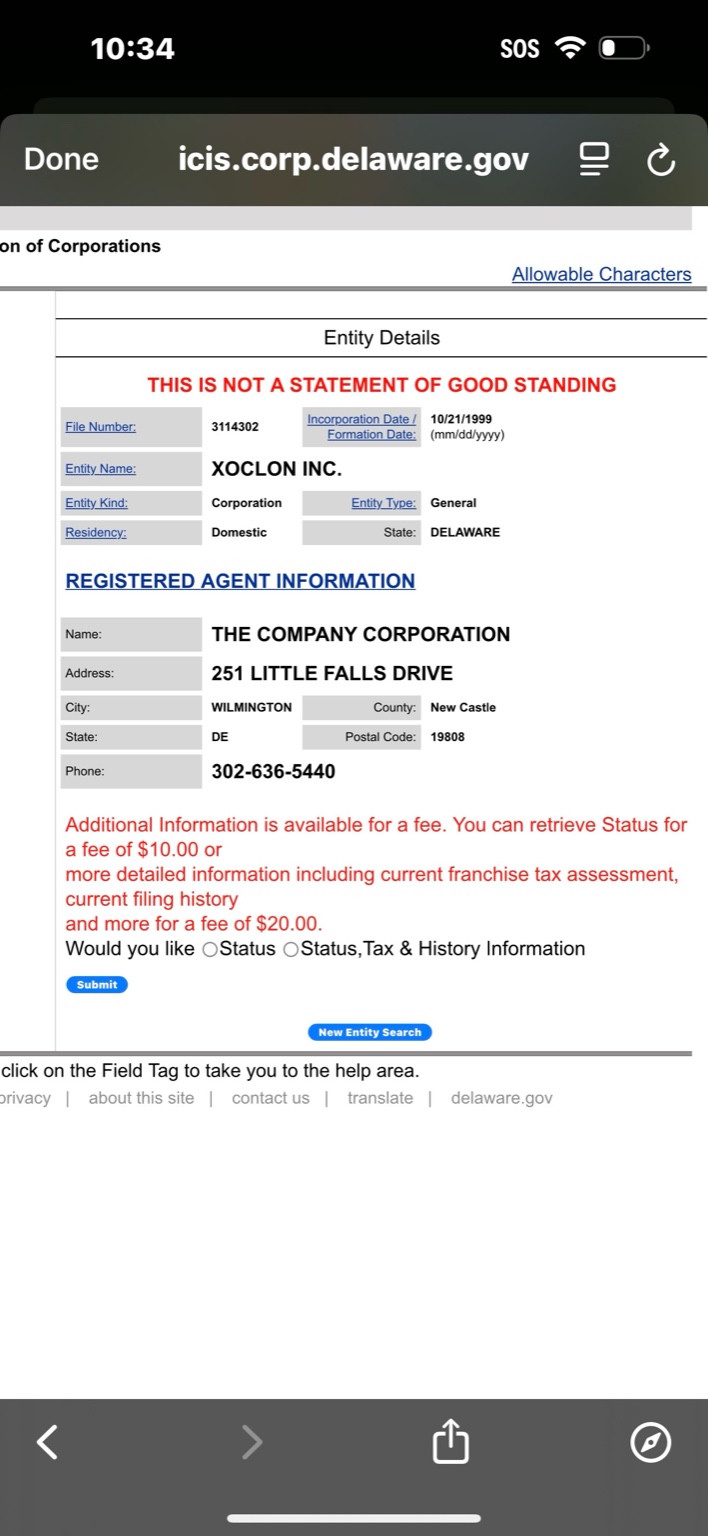 10:34 SOS
Done icis.corp.delaware.gov
on of Corporations
Allowable Characters
Entity Details
THIS IS NOT A STATEMENT OF GOOD STANDING
File Number: 3114302 Incorporation Date / 10/21/1999
Formation Date: (mm/dd/yyyy)
Entity Name: XOCLON INC.
Entity Kind: Corporation Entity Type: General
Residency: Domestic State: DELAWARE
REGISTERED AGENT INFORMATION
Name: THE COMPANY CORPORATION
Address: 251 LITTLE FALLS DRIVE
City: WILMINGTON County: New Castle
State: DE Postal Code: 19808
Phone: 302-636-5440
Additional Information is available for a fee. You can retrieve Status for
a fee of $10.00 or
more detailed information including current franchise tax assessment,
current filing history
and more for a fee of $20.00.
Would you like Status Status,Tax & History Information
Submit
New Entity Search
click on the Field Tag to take you to the help area.
privacy | about this site | contact us | translate | delaware.gov